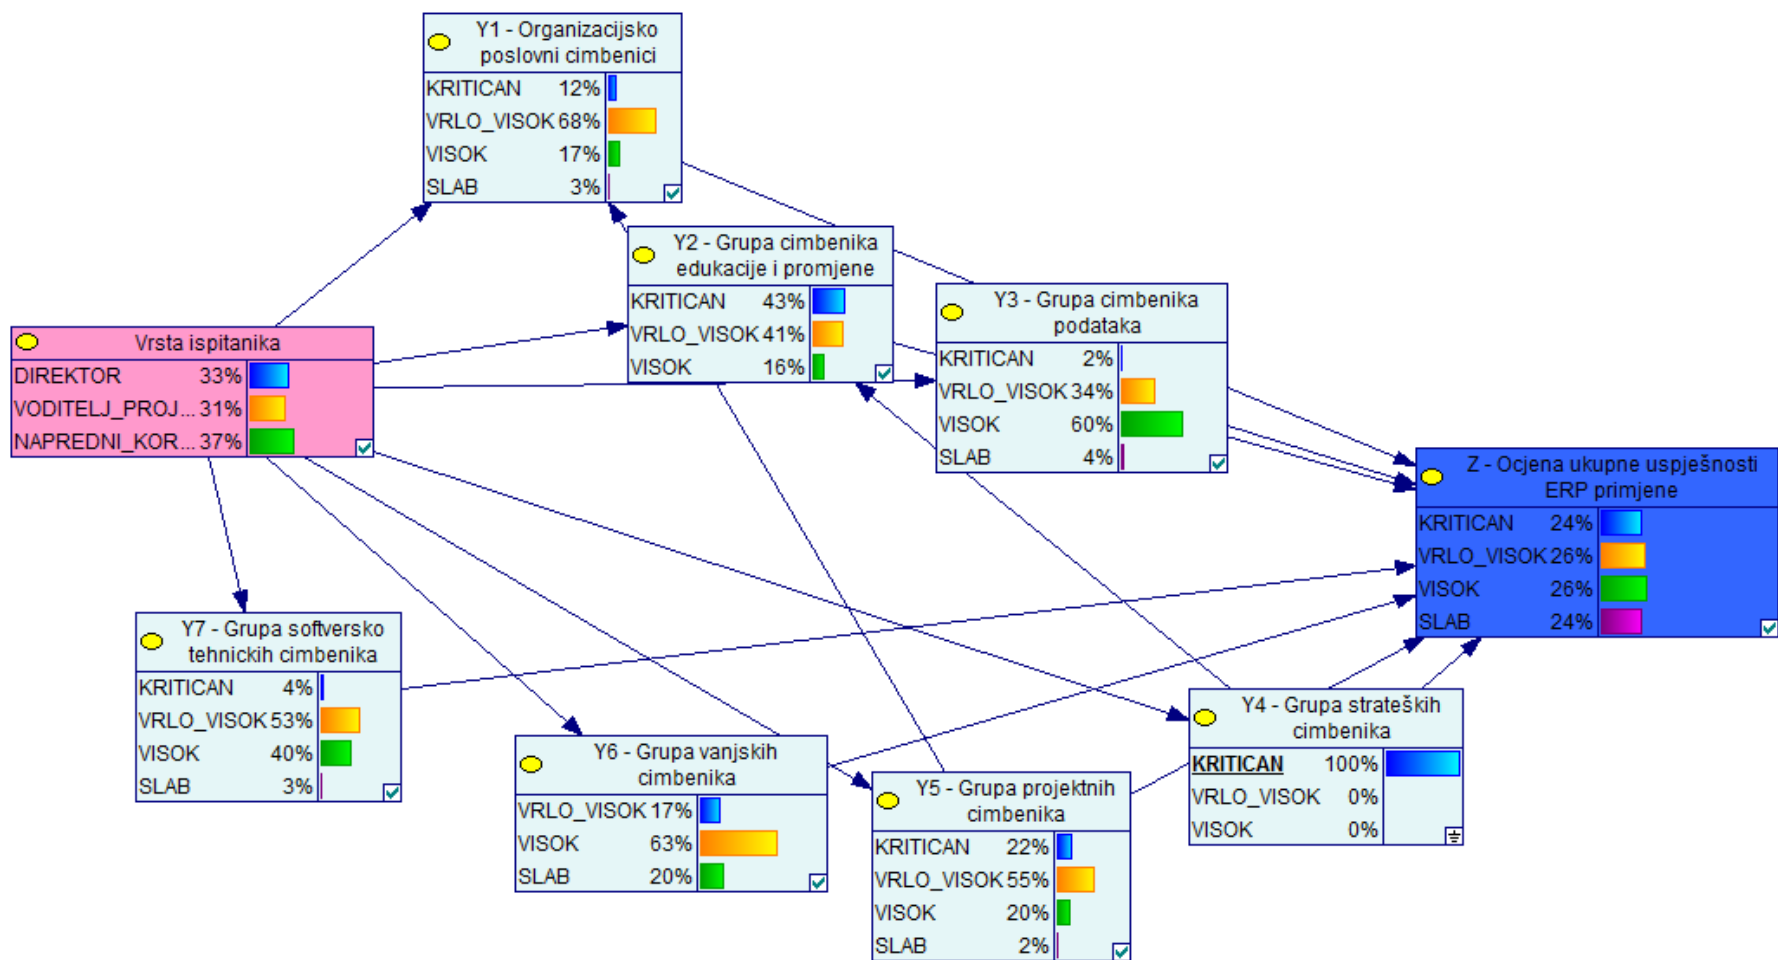 Y1 - Organizacijsko
poslovni cimbenici
KRITICAN 12%
VRLO_VISOK 68%
VISOK 17%
SLAB 3%
Y2 - Grupa cimbenika
edukacije i promjene
KRITICAN 43%
VRLO_VISOK 41%
VISOK 16%
Y3 - Grupa cimbenika
podataka
KRITICAN 2%
VRLO_VISOK 34%
VISOK 60%
SLAB 4%
Vrsta ispitanika
DIREKTOR 33%
VODITELJ_PROJ... 31%
NAPREDNI_KOR... 37%
Z - Ocjena ukupne uspješnosti
ERP primjene
KRITICAN 24%
VRLO_VISOK 26%
VISOK 26%
SLAB 24%
Y7 - Grupa softversko
tehnickih cimbenika
KRITICAN 4%
VRLO_VISOK 53%
VISOK 40%
SLAB 3%
Y6 - Grupa vanjskih
cimbenika
VRLO_VISOK 17%
VISOK 63%
SLAB 20%
Y5 - Grupa projektnih
cimbenika
KRITICAN 22%
VRLO_VISOK 55%
VISOK 20%
SLAB 2%
Y4 - Grupa strateških
cimbenika
KRITICAN 100%
VRLO_VISOK 0%
VISOK 0%